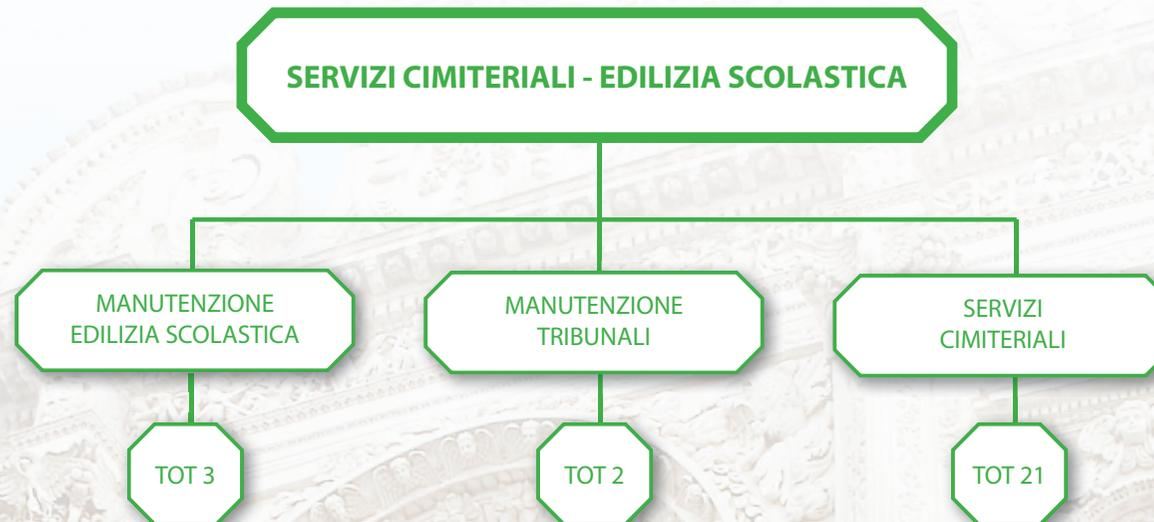 SERVIZI CIMITERIALI - EDILIZIA SCOLASTICA
MANUTENZIONE
EDILIZIA SCOLASTICA
MANUTENZIONE
TRIBUNALI
SERVIZI
CIMITERIALI
TOT 3
TOT 2
TOT 21